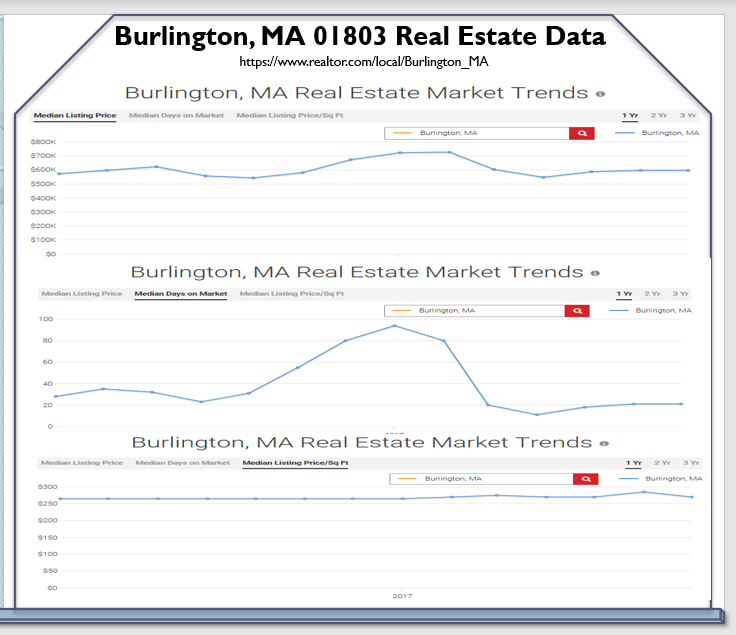 Burlington, MA 01803 Real Estate Data
https://www.realtor.com/local/Burlington_MA
Burlington, MA Real Estate Market Trends
Median Listing Price Median Days on Market Median Listing Price/Sq Ft 1 Yr 2 Yr 3 Yr
Burlington, MA Burlington, MA
$800K
$700K
$600K
$500K
$400K
$300K
$200K
$100K
$0
Burlington, MA Real Estate Market Trends
Median Listing Price Median Days on Market Median Listing Price/Sq Ft 1 Yr 2 Yr 3 Yr
Burlington, MA Burlington, MA
100
80
60
40
20
0
Burlington, MA Real Estate Market Trends
Median Listing Price Median Days on Market Median Listing Price/Sq Ft 1 Yr 2 Yr 3 Yr
Burlington, MA Burlington, MA
$300
$250
$200
$150
$100
$50
$0
2017